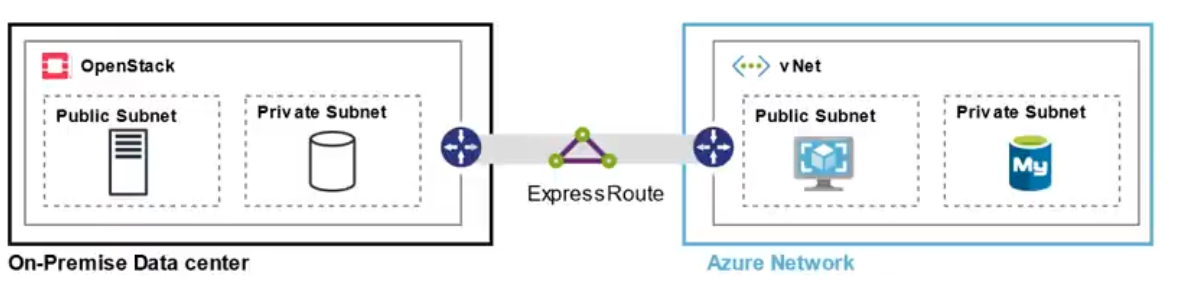 OpenStack
Public Subnet
Private Subnet
On-Premise Data center
ExpressRoute
vNet
Public Subnet
Private Subnet
My
Azure Network